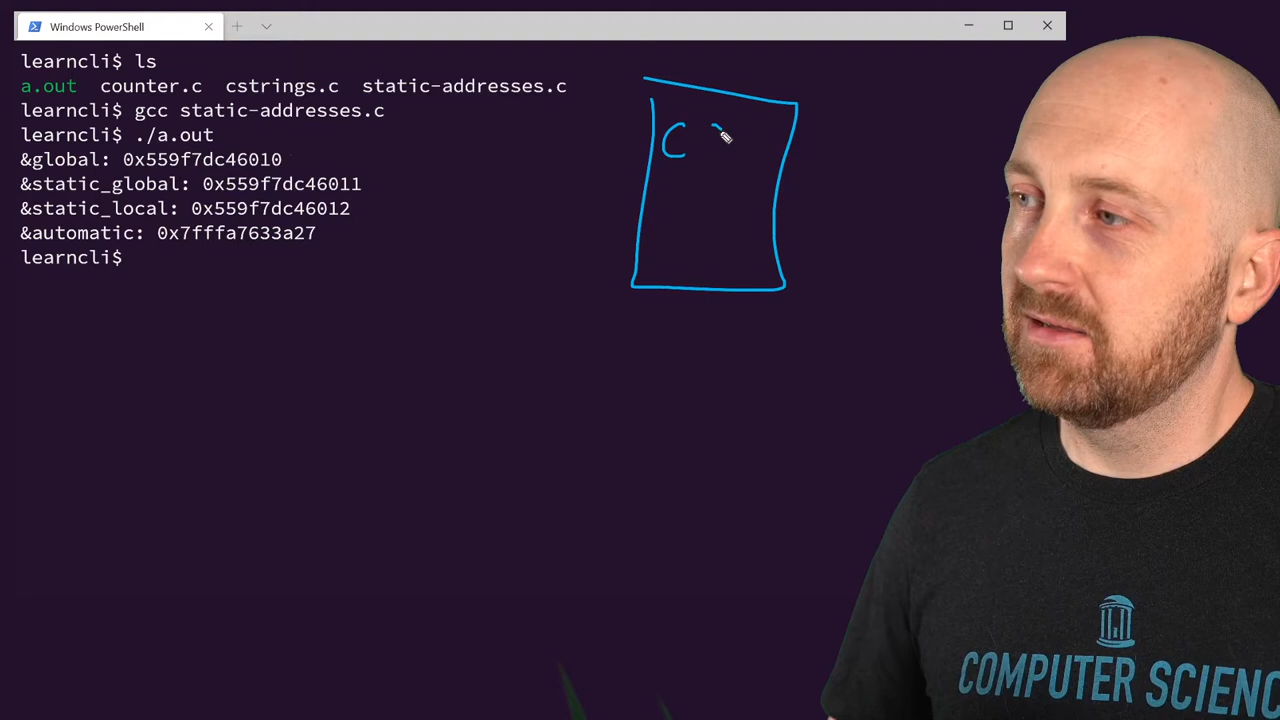 Windows PowerShell
learncli$ ls
a.out counter.c cstrings.c static-addresses.c
learncli$ gcc static-addresses.c
learncli$ ./a.out
&global: 0x559f7dc46010
&static_global: 0x559f7dc46011
&static_local: 0x559f7dc46012
&automatic: 0x7fffa7633a27
learncli$
C
COMPUTER SCIENC